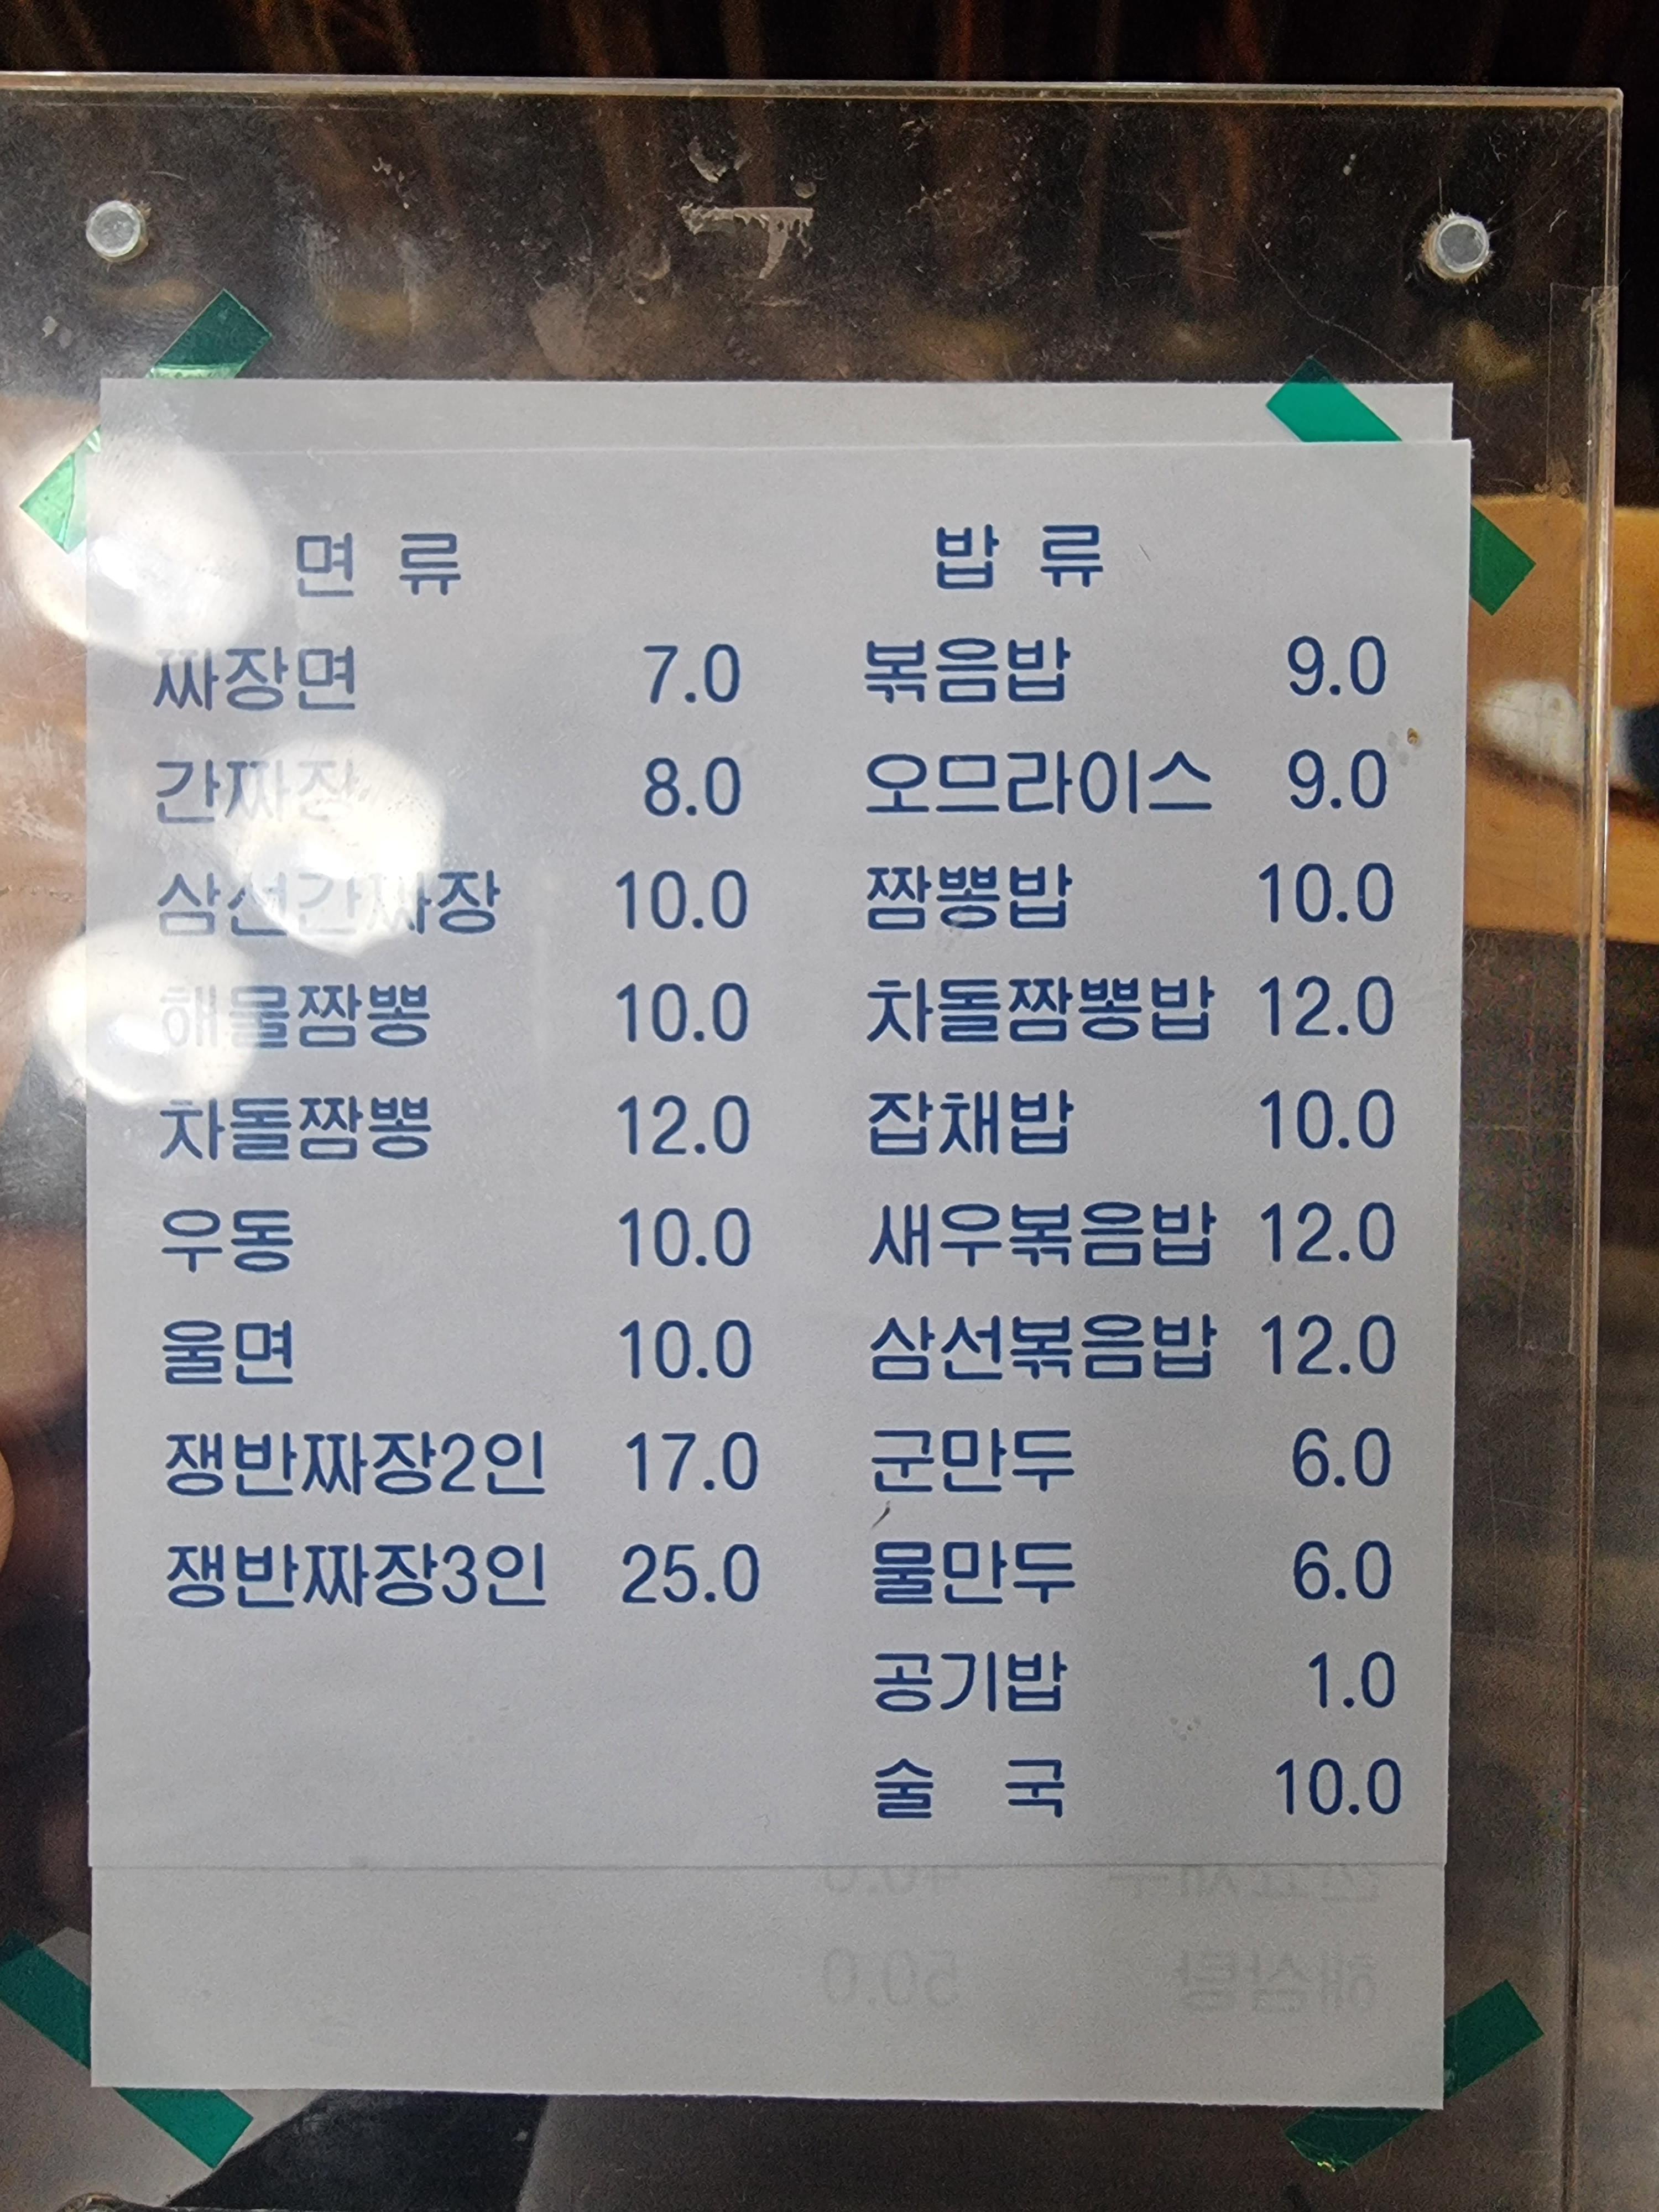 면 류
짜장면 7.0
간짜장 8.0
삼선간짜장 10.0
해물짬뽕 10.0
차돌짬뽕 12.0
우동 10.0
울면 10.0
쟁반짜장2인 17.0
쟁반짜장3인 25.0
밥 류
볶음밥 9.0
오므라이스 9.0
짬뽕밥 10.0
차돌짬뽕밥 12.0
잡채밥 10.0
새우볶음밥 12.0
삼선볶음밥 12.0
군만두 6.0
물만두 6.0
공기밥 1.0
술 국 10.0
해삼탕 50.0